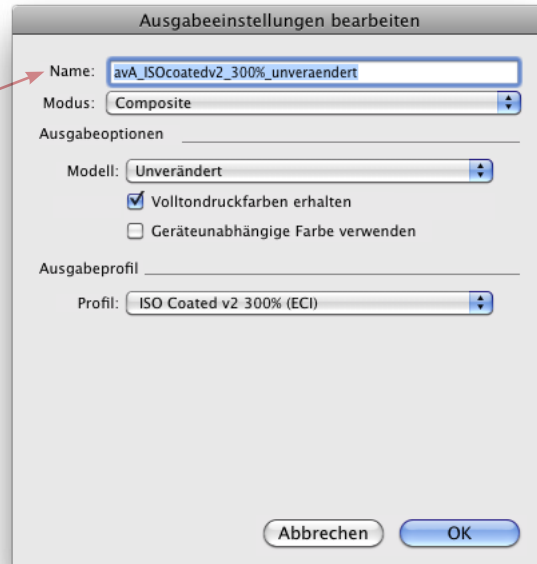 Ausgabeeinstellungen bearbeiten
Name: avA_ISOcoatedv2_300%_unveraendert
Modus: Composite
Ausgabeoptionen
Modell: Unverändert
Volltondruckfarben erhalten
Geräteunabhängige Farbe verwenden
Ausgabeprofil
Profil: ISO Coated v2 300% (ECI)
Abbrechen OK